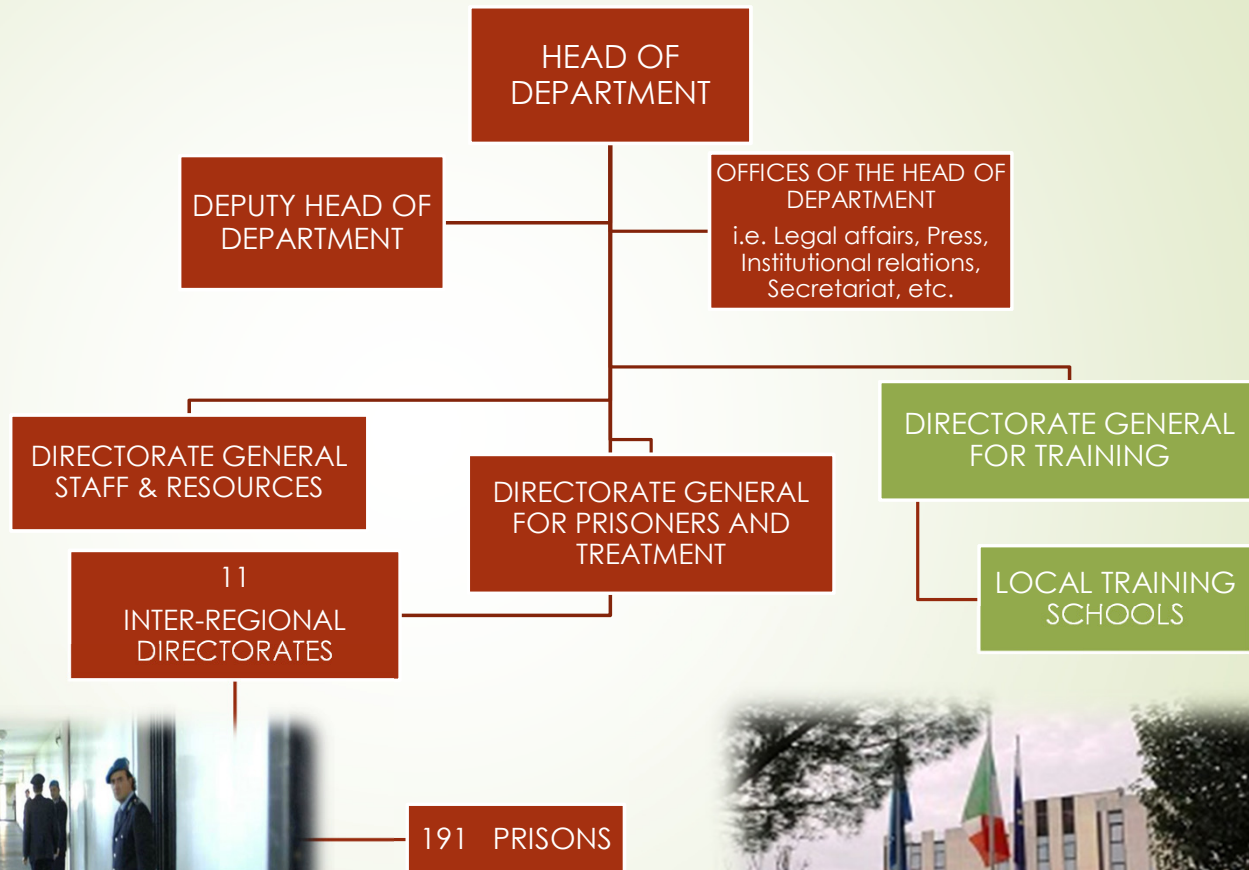 HEAD OF
DEPARTMENT
DEPUTY HEAD OF
DEPARTMENT
OFFICES OF THE HEAD OF
DEPARTMENT
i.e. Legal affairs, Press,
Institutional relations,
Secretariat, etc.
DIRECTORATE GENERAL
STAFF & RESOURCES
DIRECTORATE GENERAL
FOR PRISONERS AND
TREATMENT
DIRECTORATE GENERAL
FOR TRAINING
11
INTER-REGIONAL
DIRECTORATES
LOCAL TRAINING
SCHOOLS
191 PRISONS